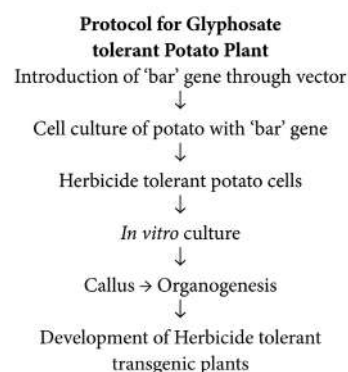 Protocol for Glyphosate
tolerant Potato Plant
Introduction of ‘bar’ gene through vector
↓
Cell culture of potato with ‘bar’ gene
↓
Herbicide tolerant potato cells
↓
In vitro culture
↓
Callus → Organogenesis
↓
Development of Herbicide tolerant
transgenic plants